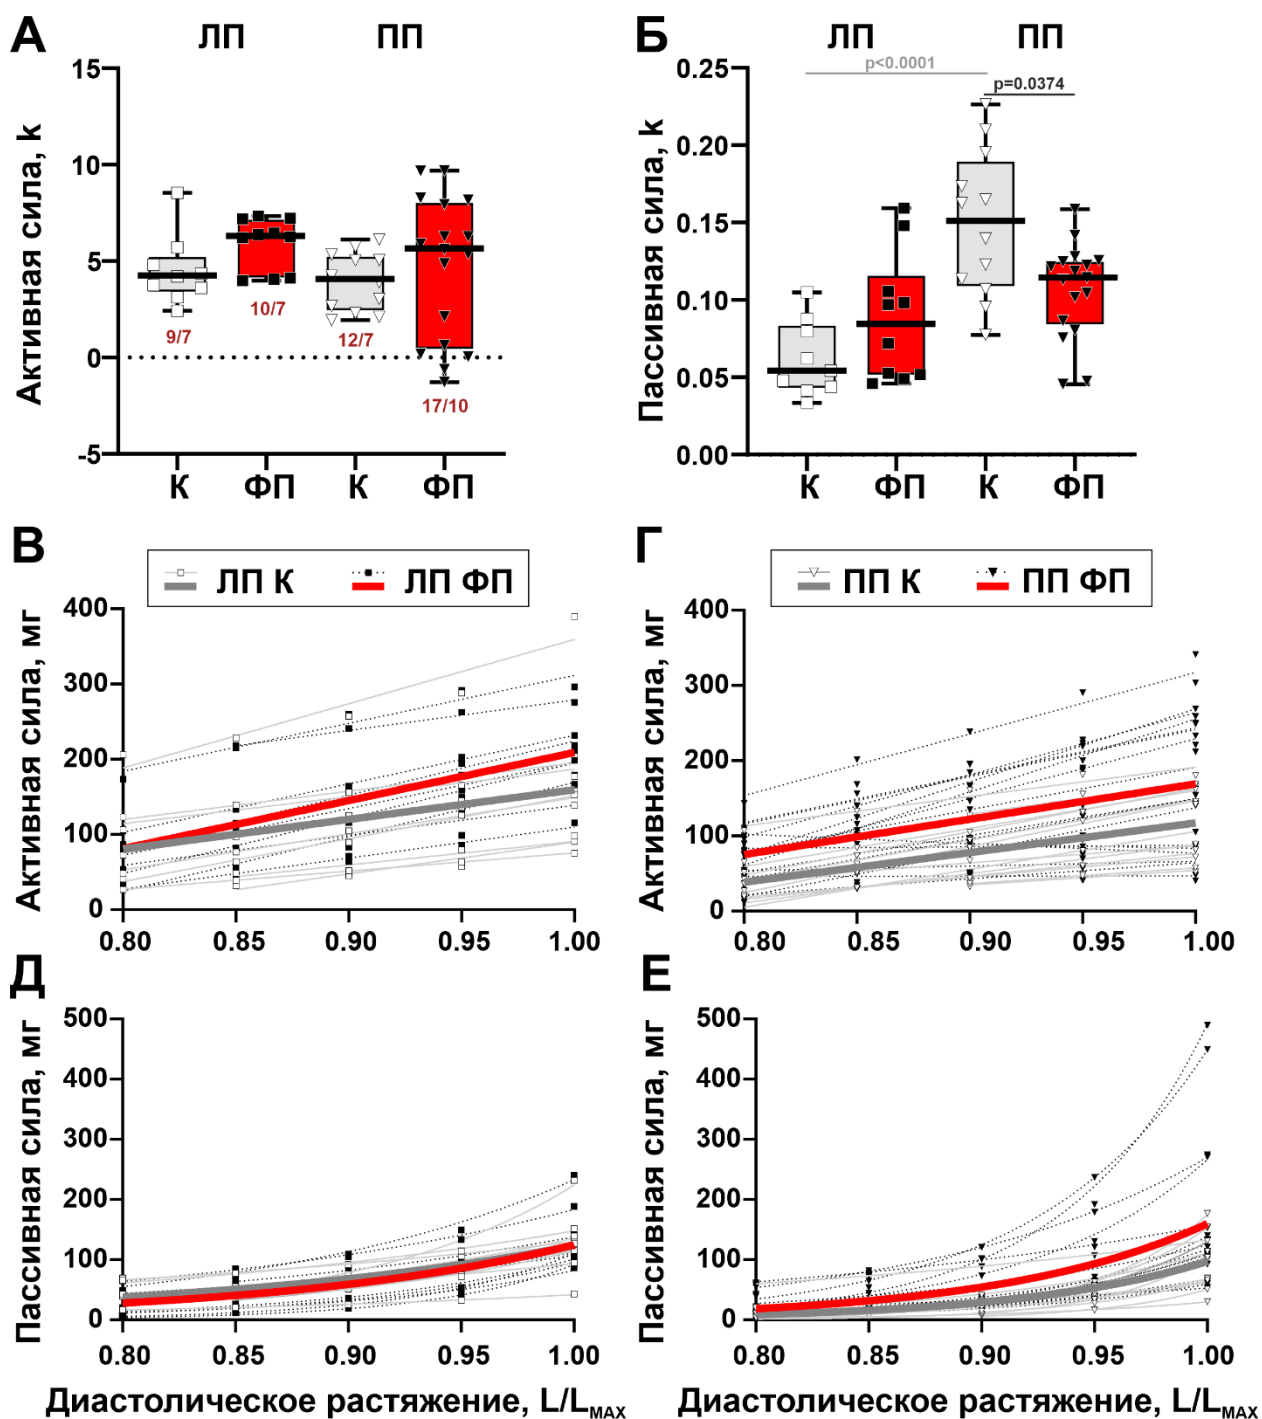 А
ЛП ПП
Активная сила, k
15
10
5
0
-5
9/7
10/7
12/7
17/10
К ФП К ФП
Б
ЛП ПП
Пассивная сила, k
p<0.0001
p=0.0374
0.25
0.20
0.15
0.10
0.05
0.00
К ФП К ФП
В
ЛП К ЛП ФП
Активная сила, мг
400
300
200
100
0
0.80 0.85 0.90 0.95 1.00
Г
ПП К ПП ФП
Активная сила, мг
400
300
200
100
0
0.80 0.85 0.90 0.95 1.00
Д
Пассивная сила, мг
500
400
300
200
100
0
0.80 0.85 0.90 0.95 1.00
Диастолическое растяжение, L/LMAX
Е
Пассивная сила, мг
500
400
300
200
100
0
0.80 0.85 0.90 0.95 1.00
Диастолическое растяжение, L/LMAX